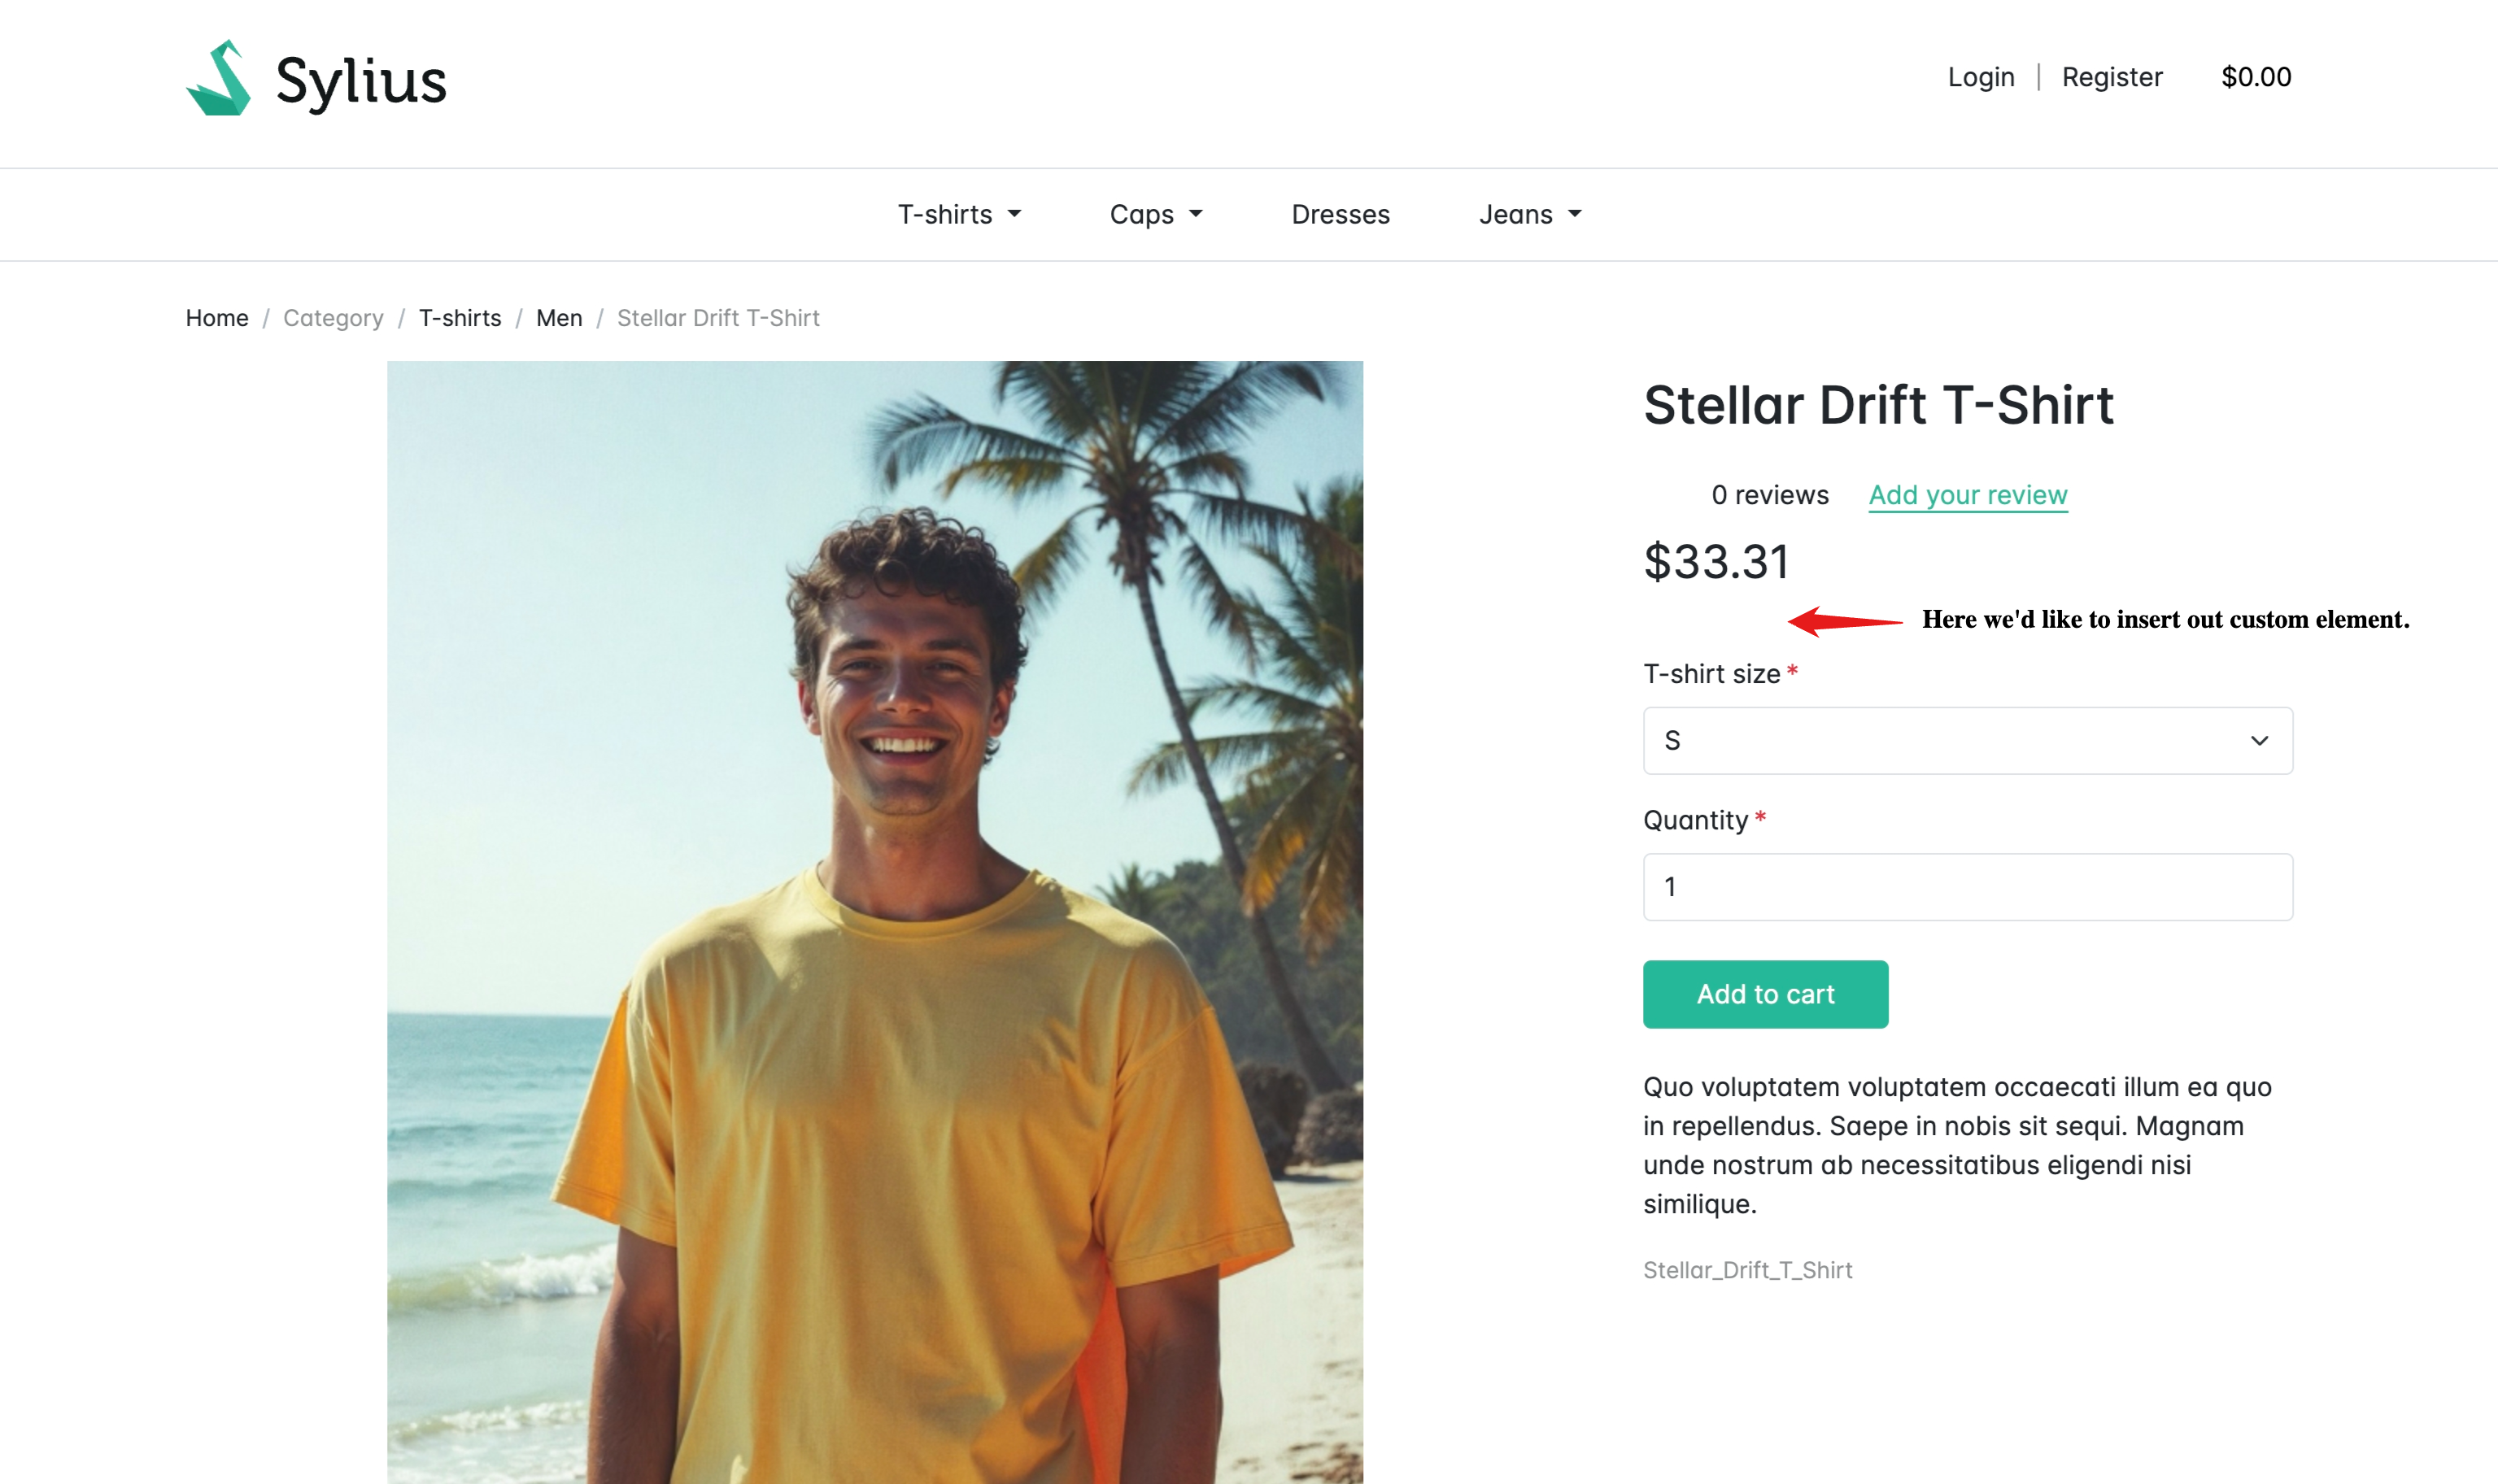 Sylius
Login | Register $0.00
T-shirts Caps Dresses Jeans
Home / Category / T-shirts / Men / Stellar Drift T-Shirt
Stellar Drift T-Shirt
0 reviews Add your review
$33.31
Here we'd like to insert out custom element.
T-shirt size *
S
Quantity *
1
Add to cart
Quo voluptatem voluptatem occaecati illum ea quo
in repellendus. Saepe in nobis sit sequi. Magnam
unde nostrum ab necessitatibus eligendi nisi
similique.
Stellar_Drift_T_Shirt